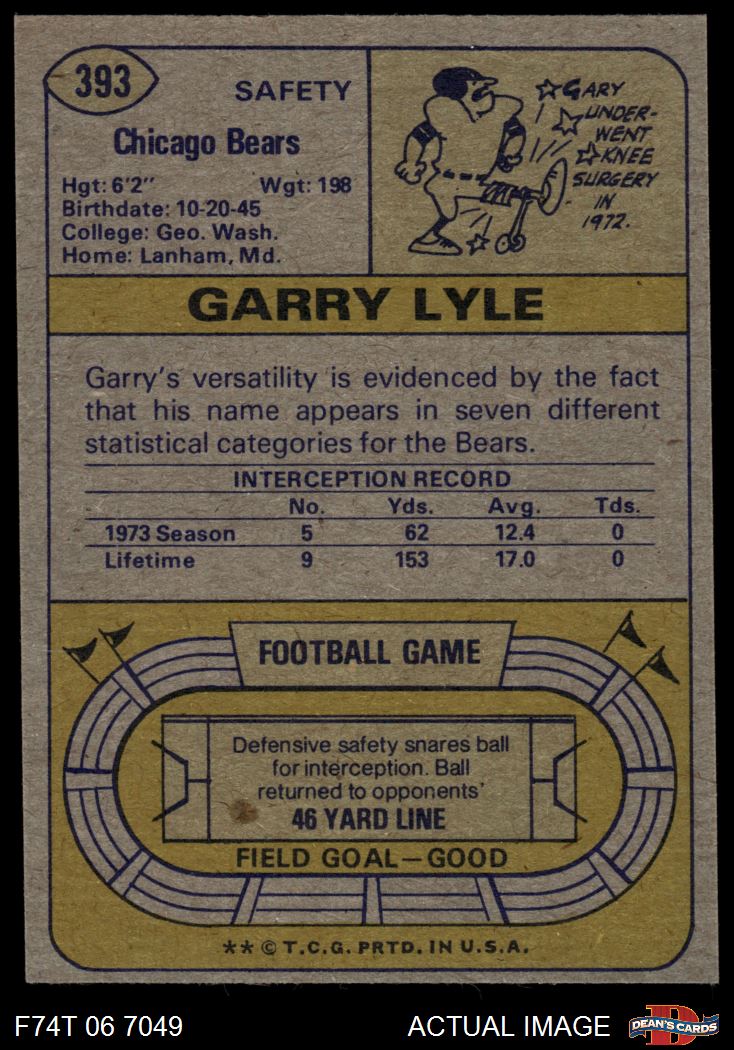 393
SAFETY
Chicago Bears
Hgt: 6'2" Wgt: 198
Birthdate: 10-20-45
College: Geo. Wash.
Home: Lanham, Md.
GARY
UNDER-
WENT
KNEE
SURGERY
IN
1972.
GARRY LYLE
Garry's versatility is evidenced by the fact
that his name appears in seven different
statistical categories for the Bears.
INTERCEPTION RECORD
No. Yds. Avg. Tds.
1973 Season 5 62 12.4 0
Lifetime 9 153 17.0 0
FOOTBALL GAME
Defensive safety snares ball
for interception. Ball
returned to opponents'
46 YARD LINE
FIELD GOAL—GOOD
** © T.C.G. PRTD. IN U.S.A.
F74T 06 7049 ACTUAL IMAGE
D
DEAN'S CARDS